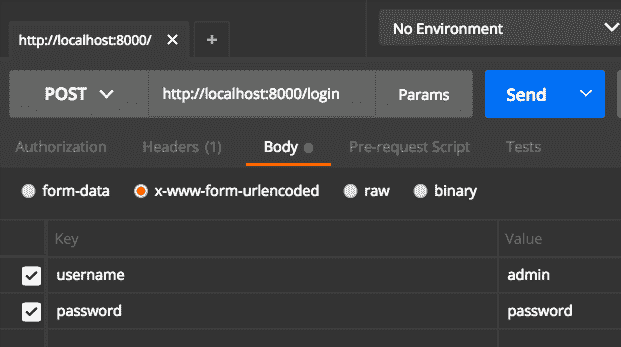 http://localhost:8000/ ✕ + No Environment
POST http://localhost:8000/login Params Send
Authorization Headers (1) Body Pre-request Script Tests
form-data x-www-form-urlencoded raw binary
Key Value
username admin
password password